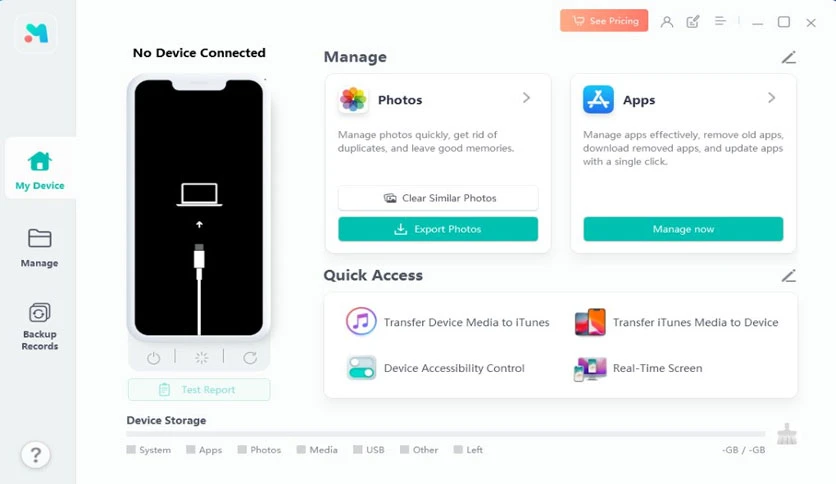 See Pricing
No Device Connected
My Device
Manage
Backup
Records
?
Test Report
Manage
Photos
Manage photos quickly, get rid of
duplicates, and leave good memories.
Clear Similar Photos
Export Photos
Apps
Manage apps effectively, remove old apps,
download removed apps, and update apps
with a single click.
Manage now
Quick Access
Transfer Device Media to iTunes
Transfer iTunes Media to Device
Device Accessibility Control
Real-Time Screen
Device Storage
System Apps Photos Media USB Other Left -GB / -GB